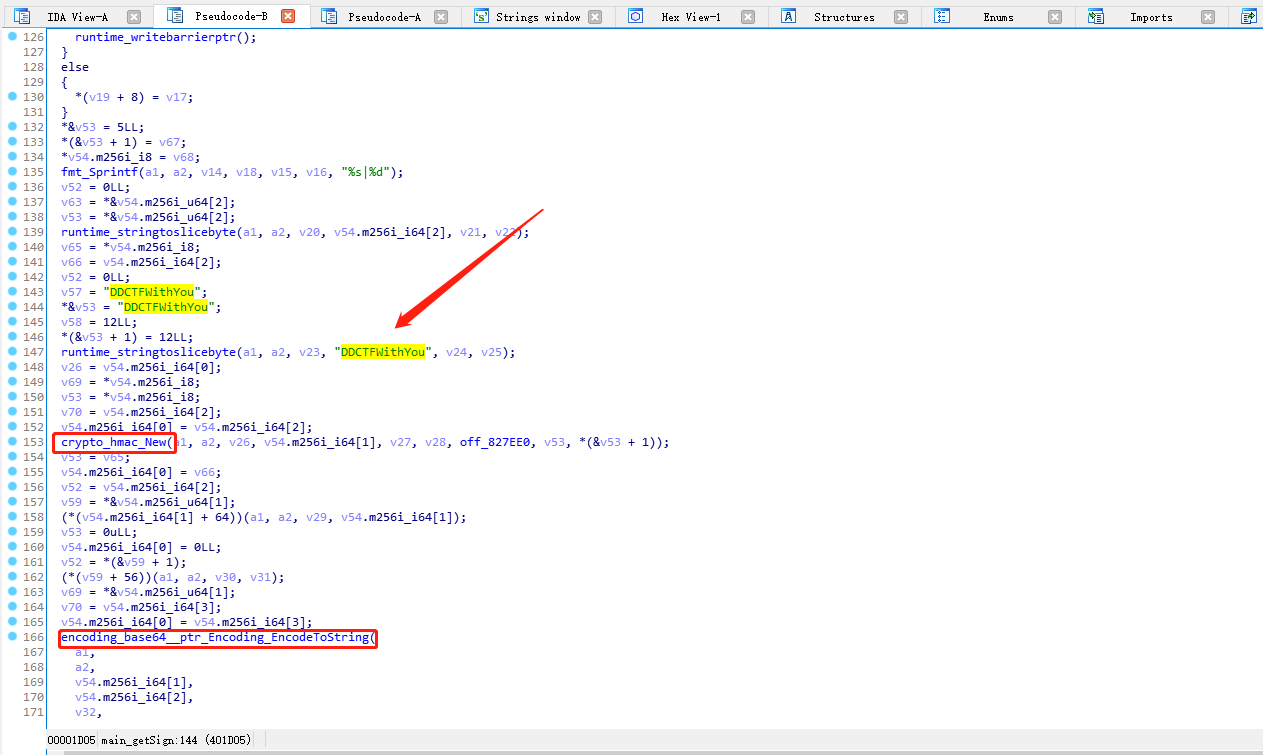 IDA View-A Pseudocode-B Pseudocode-A Strings window Hex View-1 Structures Enums Imports
126 runtime_writebarrierptr();
127 }
128 else
129 {
130 *(v19 + 8) = v17;
131 }
132 *&v53 = 5LL;
133 *(&v53 + 1) = v67;
134 *v54.m256i_i8 = v68;
135 fmt_Sprintf(a1, a2, v14, v18, v15, v16, "%s|%d");
136 v52 = 0LL;
137 v63 = *&v54.m256i_u64[2];
138 v53 = *&v54.m256i_u64[2];
139 runtime_stringtoslicebyte(a1, a2, v20, v54.m256i_i64[2], v21, v22);
140 v65 = *v54.m256i_i8;
141 v66 = v54.m256i_i64[2];
142 v52 = 0LL;
143 v57 = "DDCTFWithYou";
144 *&v53 = "DDCTFWithYou";
145 v58 = 12LL;
146 *(&v53 + 1) = 12LL;
147 runtime_stringtoslicebyte(a1, a2, v23, "DDCTFWithYou", v24, v25);
148 v26 = v54.m256i_i64[0];
149 v69 = *v54.m256i_i8;
150 v53 = *v54.m256i_i8;
151 v70 = v54.m256i_i64[2];
152 v54.m256i_i64[0] = v54.m256i_i64[2];
153 crypto_hmac_New(a1, a2, v26, v54.m256i_i64[1], v27, v28, off_827EE0, v53, *(&v53 + 1));
154 v53 = v65;
155 v54.m256i_i64[0] = v66;
156 v52 = v54.m256i_i64[2];
157 v59 = *&v54.m256i_u64[1];
158 (*(v54.m256i_i64[1] + 64))(a1, a2, v29, v54.m256i_i64[1]);
159 v53 = 0uLL;
160 v54.m256i_i64[0] = 0LL;
161 v52 = *(&v59 + 1);
162 (*(v59 + 56))(a1, a2, v30, v31);
163 v69 = *&v54.m256i_u64[1];
164 v70 = v54.m256i_i64[3];
165 v54.m256i_i64[0] = v54.m256i_i64[3];
166 encoding_base64__ptr_Encoding_EncodeToString(
167 a1,
168 a2,
169 v54.m256i_i64[1],
170 v54.m256i_i64[2],
171 v32,
00001D05 main_getSign:144 (401D05)